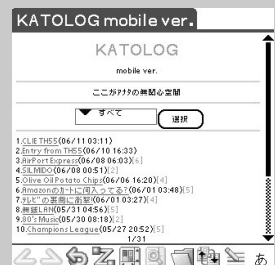 KATOLOG mobile ver.
KATOLOG
mobile ver.
ここがアナタの無関心空間
すべて
選択
1.CLIE TH55(06/11 03:11)
2.Entry from TH55(06/10 16:33)
3.AirPort Express(06/08 06:03)[6]
4.SILMIDO(06/08 00:51)[2]
5.Olive Oil Potato Chips(06/06 16:20)[4]
6.Amazonのカートに何入ってる?(06/01 03:48)[5]
7.テレビの裏側に衝撃!(06/01 03:27)[4]
8.無線LAN(05/31 04:56)[5]
9.80's Music(05/30 08:18)[2]
10.Champions League(05/27 20:52)[5]
1/31
あ